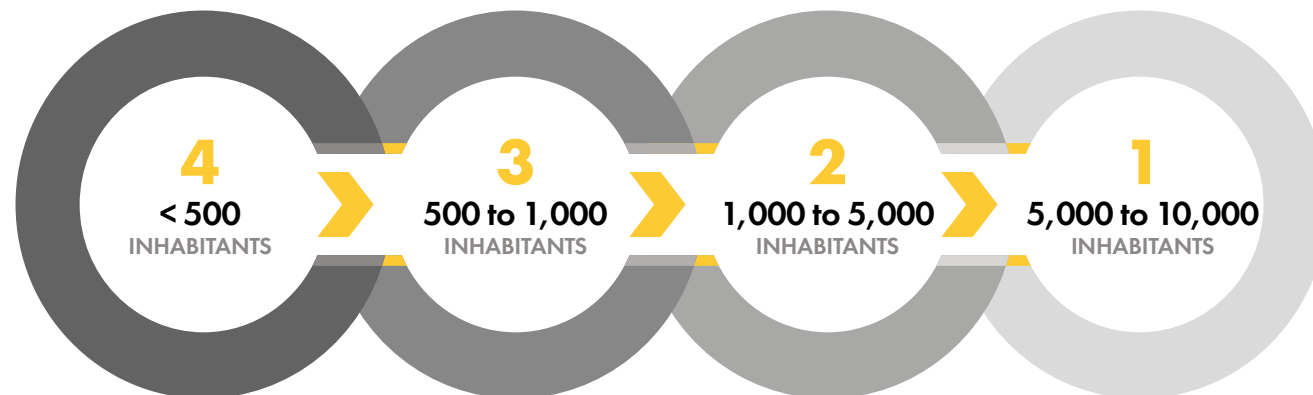 4
< 500
INHABITANTS
3
500 to 1,000
INHABITANTS
2
1,000 to 5,000
INHABITANTS
1
5,000 to 10,000
INHABITANTS